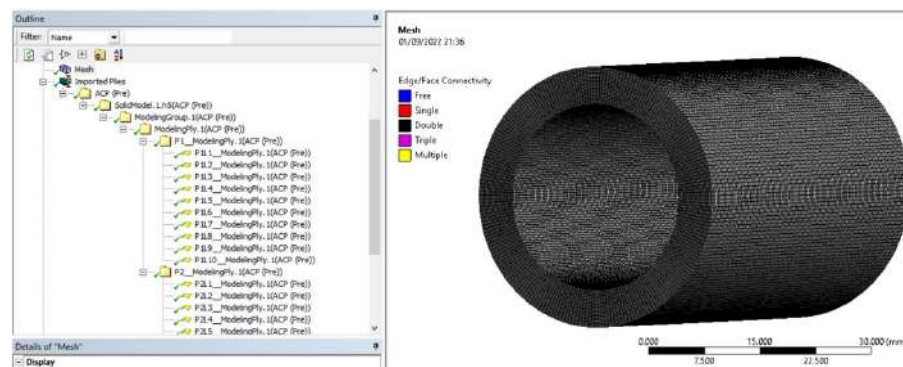 Outline
Filter: Name
Mesh
Imported Plies
ACP (Pre)
SolidModel.1.h5(ACP (Pre))
ModelingGroup.1(ACP (Pre))
ModelingPly.1(ACP (Pre))
P1__ModelingPly.1(ACP (Pre))
P1L1__ModelingPly.1(ACP (Pre))
P1L2__ModelingPly.1(ACP (Pre))
P1L3__ModelingPly.1(ACP (Pre))
P1L4__ModelingPly.1(ACP (Pre))
P1L5__ModelingPly.1(ACP (Pre))
P1L6__ModelingPly.1(ACP (Pre))
P1L7__ModelingPly.1(ACP (Pre))
P1L8__ModelingPly.1(ACP (Pre))
P1L9__ModelingPly.1(ACP (Pre))
P1L10__ModelingPly.1(ACP (Pre))
P2__ModelingPly.1(ACP (Pre))
P2L1__ModelingPly.1(ACP (Pre))
P2L2__ModelingPly.1(ACP (Pre))
P2L3__ModelingPly.1(ACP (Pre))
P2L4__ModelingPly.1(ACP (Pre))
P2L5__ModelingPly.1(ACP (Pre))
Details of "Mesh"
Display
Mesh
01/09/2022 21:36
Edge/Face Connectivity
Free
Single
Double
Triple
Multiple
0.000 15.000 30.000 (mm)
7.500 22.500